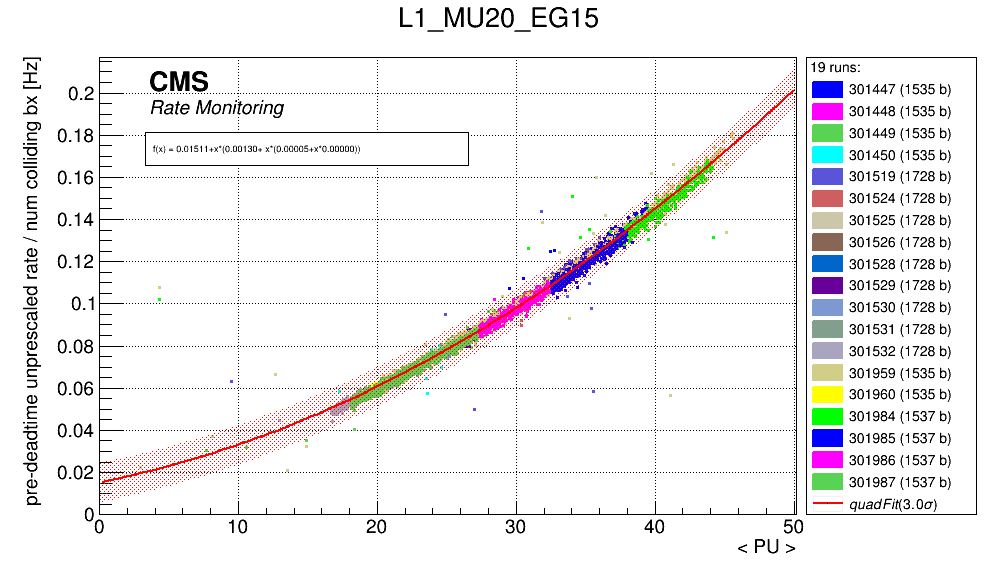 L1_MU20_EG15
pre-deadtime unprescaled rate / num colliding bx [Hz]
CMS
Rate Monitoring
f(x) = 0.01511+x*(0.00130+ x*(0.00005+x*0.00000))
0.2
0.18
0.16
0.14
0.12
0.1
0.08
0.06
0.04
0.02
0
0 10 20 30 40 50
< PU >
19 runs:
301447 (1535 b)
301448 (1535 b)
301449 (1535 b)
301450 (1535 b)
301519 (1728 b)
301524 (1728 b)
301525 (1728 b)
301526 (1728 b)
301528 (1728 b)
301529 (1728 b)
301530 (1728 b)
301531 (1728 b)
301532 (1728 b)
301959 (1535 b)
301960 (1535 b)
301984 (1537 b)
301985 (1537 b)
301986 (1537 b)
301987 (1537 b)
quadFit(3.0σ)